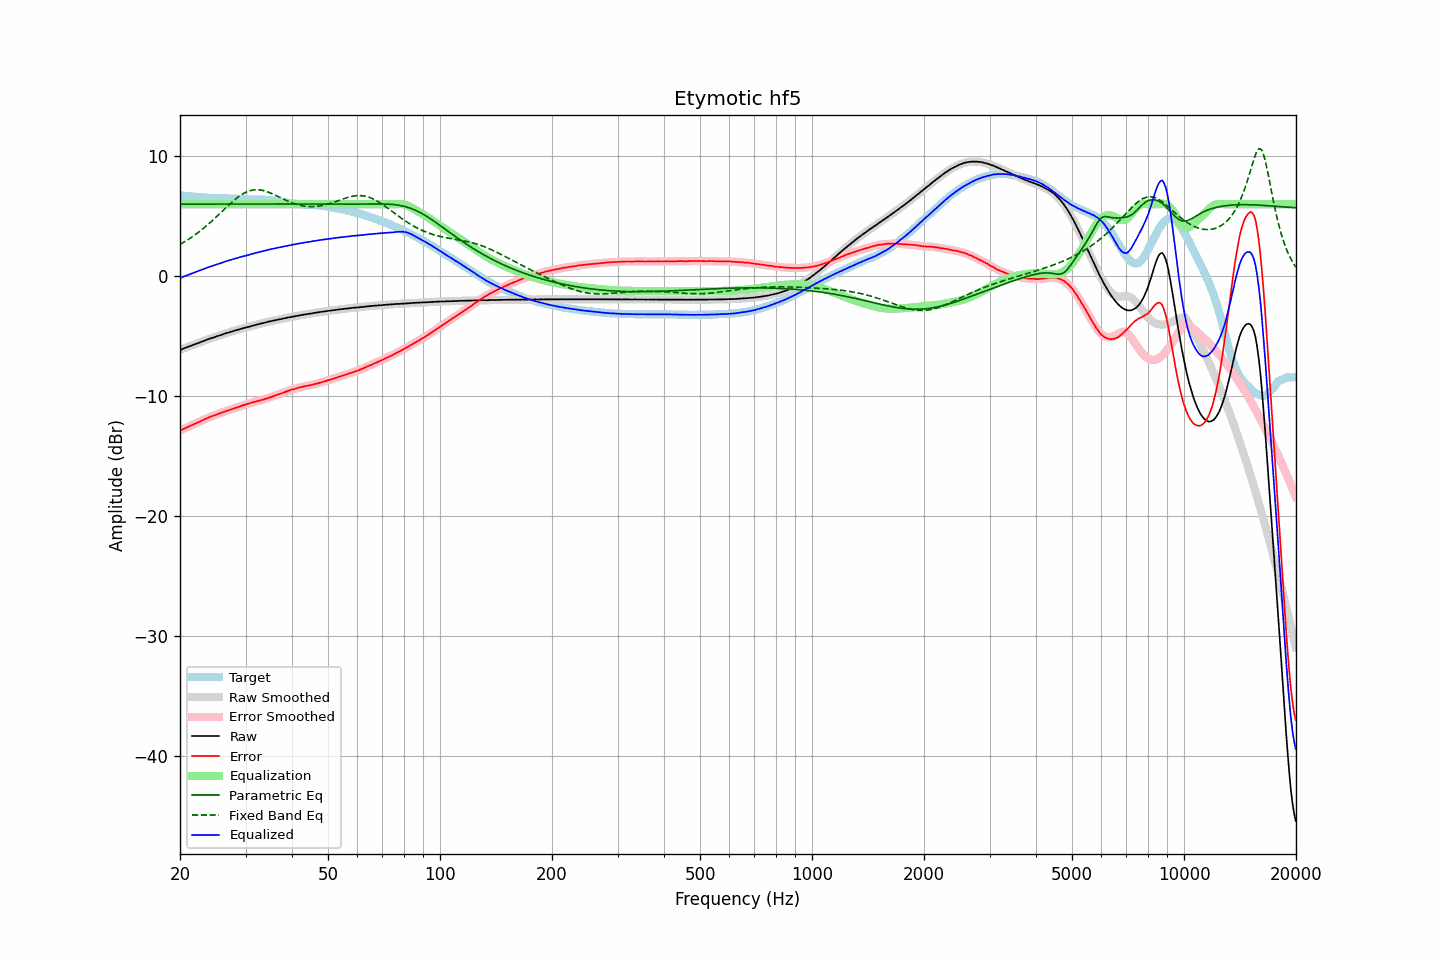 Etymotic hf5
10
0
−10
−20
−30
−40
Amplitude (dBr)
Target
Raw Smoothed
Error Smoothed
Raw
Error
Equalization
Parametric Eq
Fixed Band Eq
Equalized
20 50 100 200 500 1000 2000 5000 10000 20000
Frequency (Hz)